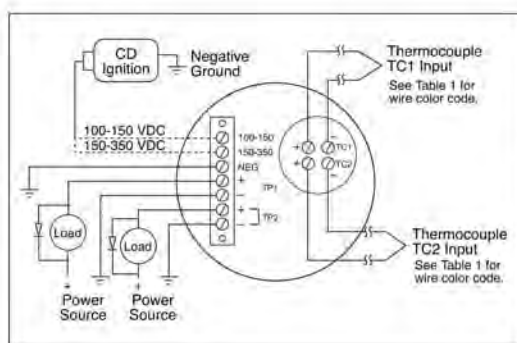 CD
Ignition
Negative
Ground
100-150 VDC
150-350 VDC
100-150
150-350
NEG
+
TP1
−
+
TP2
−
Load
Load
+
Power
Source
+
Power
Source
−
+ TC1
+ TC2
−
Thermocouple
TC1 Input
See Table 1 for
wire color code.
Thermocouple
TC2 Input
See Table 1 for
wire color code.